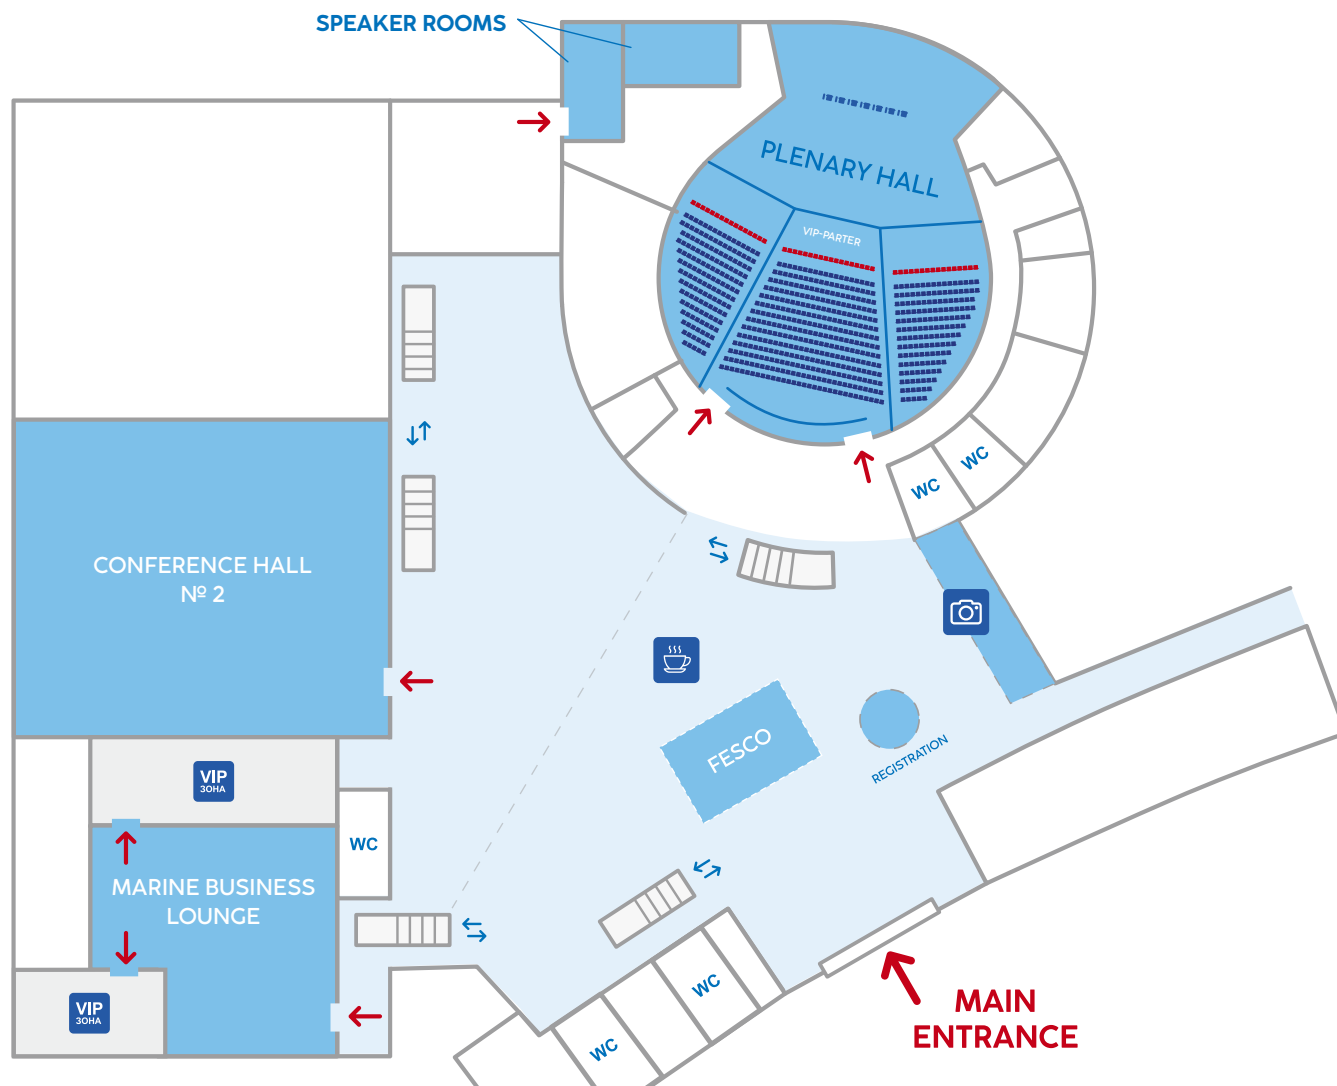 SPEAKER ROOMS
PLENARY HALL
VIP-PARTER
WC
WC
CONFERENCE HALL
№ 2
FESCO
REGISTRATION
VIP
ЗОНА
WC
MARINE BUSINESS
LOUNGE
VIP
ЗОНА
WC
WC
MAIN
ENTRANCE